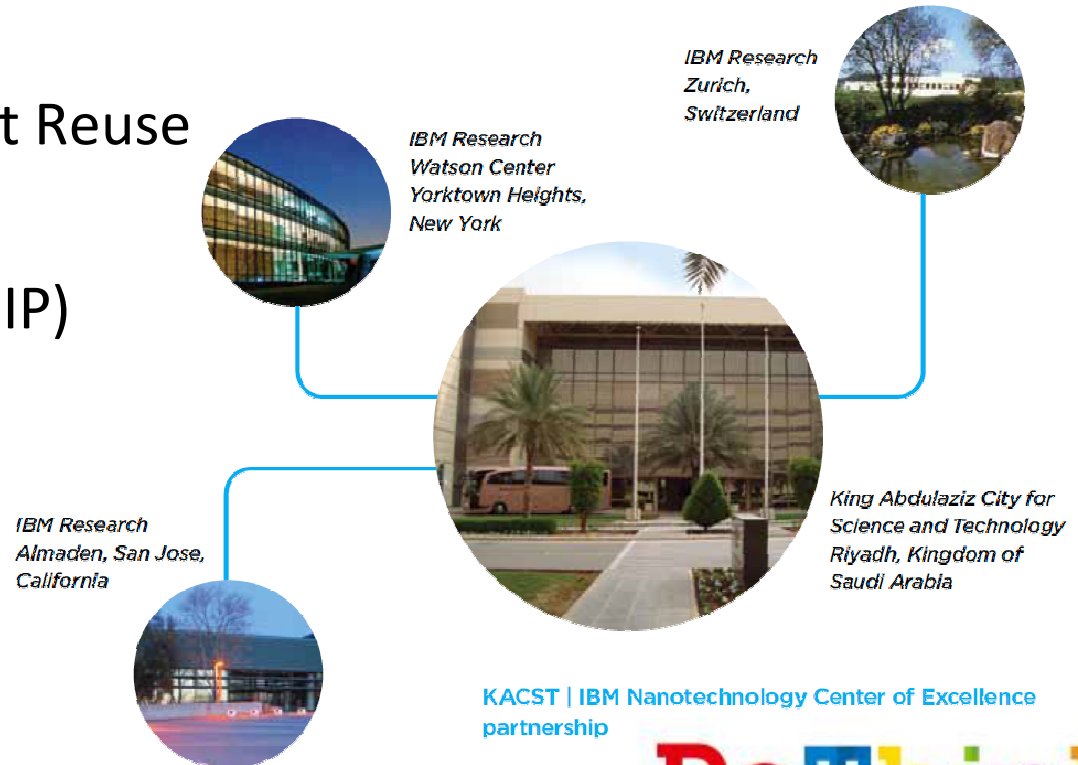 t Reuse
IP)
IBM Research
Watson Center
Yorktown Heights,
New York
IBM Research
Zurich,
Switzerland
IBM Research
Almaden, San Jose,
California
King Abdulaziz City for
Science and Technology
Riyadh, Kingdom of
Saudi Arabia
KACST | IBM Nanotechnology Center of Excellence
partnership